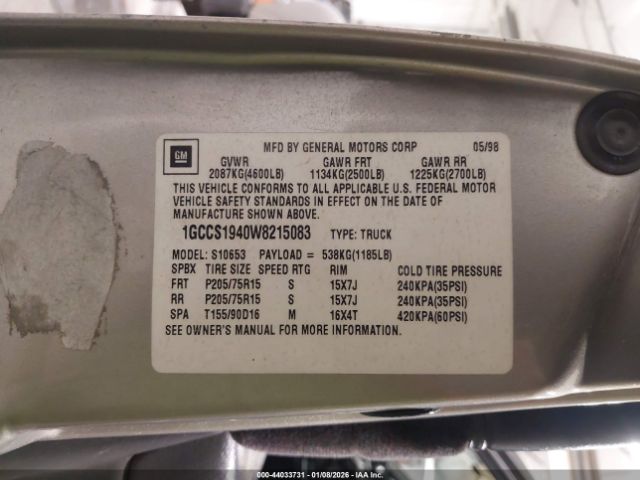 GM
MFD BY GENERAL MOTORS CORP 05/98
GVWR GAWR FRT GAWR RR
2087KG(4600LB) 1134KG(2500LB) 1225KG(2700LB)
THIS VEHICLE CONFORMS TO ALL APPLICABLE U.S. FEDERAL MOTOR
VEHICLE SAFETY STANDARDS IN EFFECT ON THE DATE OF
MANUFACTURE SHOWN ABOVE.
1GCCS1940W8215083 TYPE: TRUCK
MODEL: S10653 PAYLOAD = 538KG(1185LB)
SPBX TIRE SIZE SPEED RTG RIM COLD TIRE PRESSURE
FRT P205/75R15 S 15X7J 240KPA(35PSI)
RR P205/75R15 S 15X7J 240KPA(35PSI)
SPA T155/90D16 M 16X4T 420KPA(60PSI)
SEE OWNER'S MANUAL FOR MORE INFORMATION.
000-44033731 - 01/08/2026 - IAA Inc.